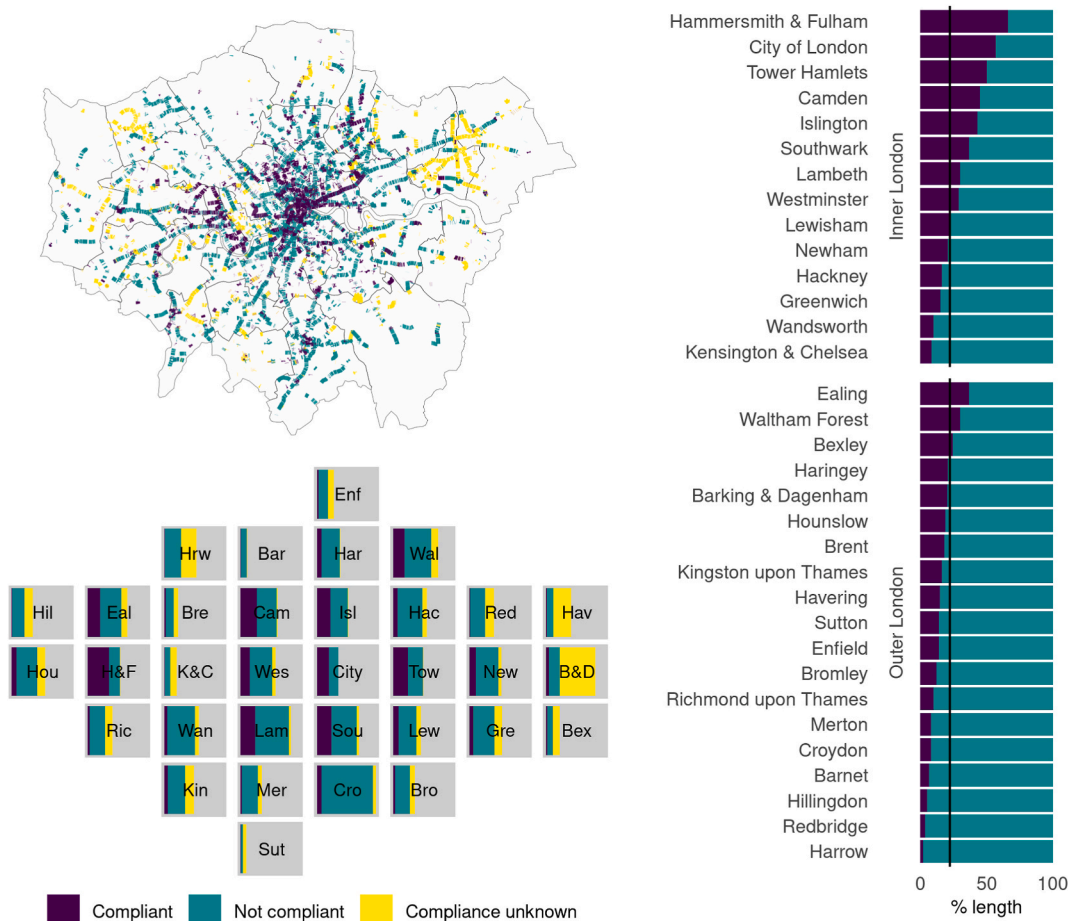 Enf
Hrw Bar Har Wal
Hil Eal Bre Cam Isl Hac Red Hav
Hou H&F K&C Wes City Tow New B&D
Ric Wan Lam Sou Lew Gre Bex
Kin Mer Cro Bro
Sut
Compliant Not compliant Compliance unknown
Inner London
Hammersmith & Fulham
City of London
Tower Hamlets
Camden
Islington
Southwark
Lambeth
Westminster
Lewisham
Newham
Hackney
Greenwich
Wandsworth
Kensington & Chelsea
Outer London
Ealing
Waltham Forest
Bexley
Haringey
Barking & Dagenham
Hounslow
Brent
Kingston upon Thames
Havering
Sutton
Enfield
Bromley
Richmond upon Thames
Merton
Croydon
Barnet
Hillingdon
Redbridge
Harrow
0 50 100
% length